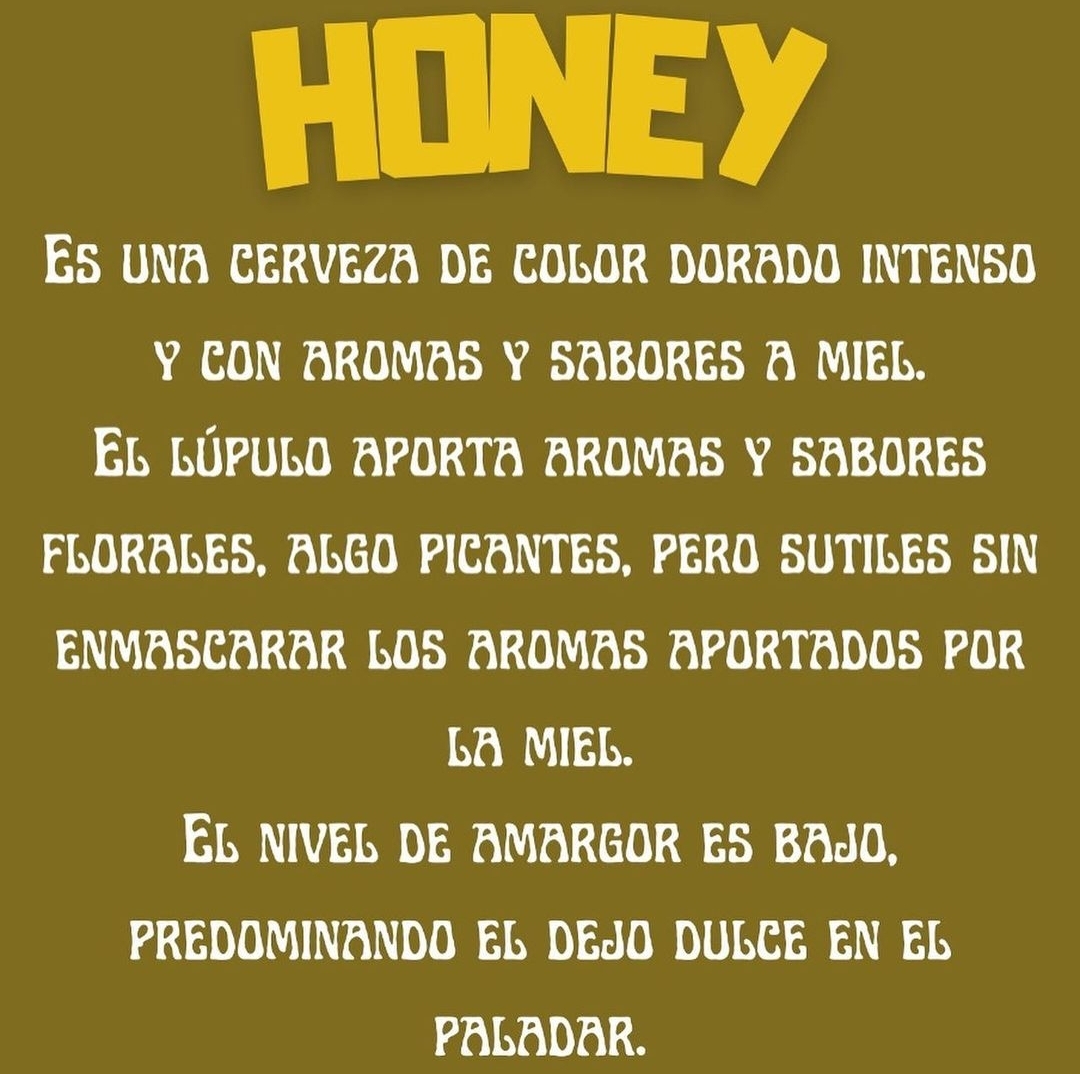 HONEY
Es una cerveza de color dorado intenso
y con aromas y sabores a miel.
El lúpulo aporta aromas y sabores
florales, algo picantes, pero sutiles sin
enmascarar los aromas aportados por
la miel.
El nivel de amargor es bajo,
predominando el dejo dulce en el
paladar.